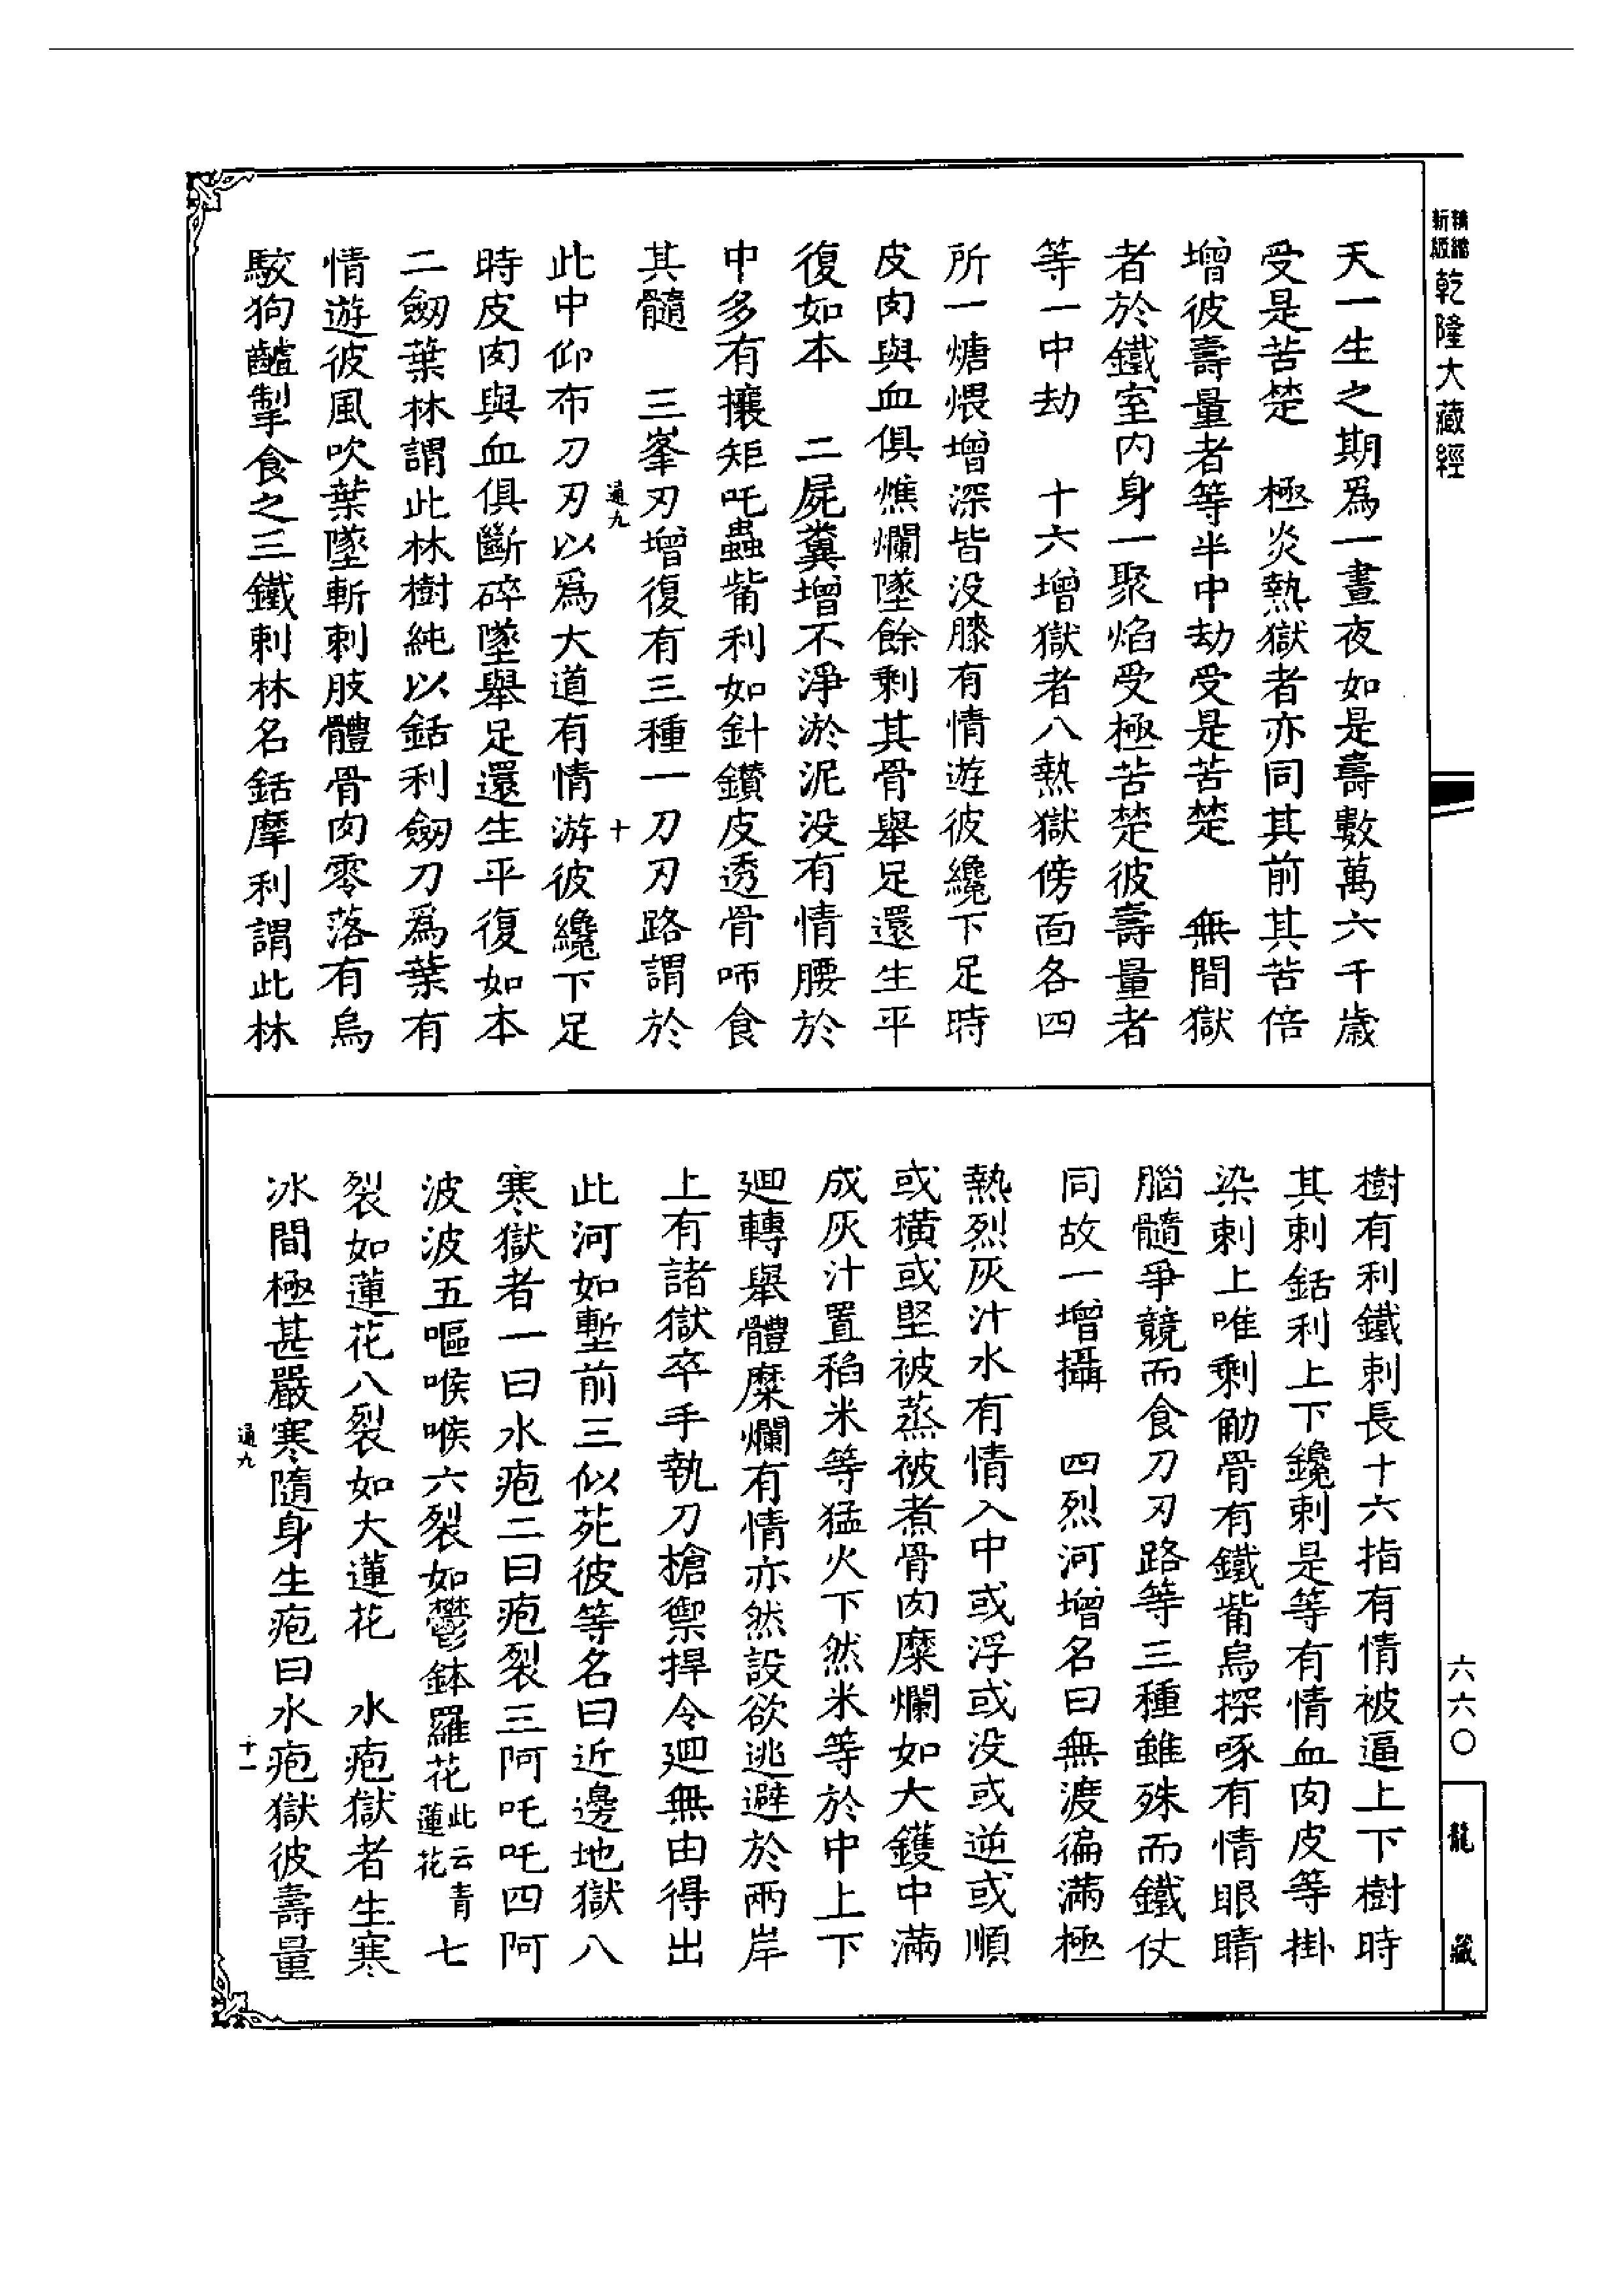 精縮新版乾隆大藏經
天一生之期爲一晝夜如是壽數萬六千歲
受是苦楚　極炎熱獄者亦同其前其苦倍
增彼壽量者等半中劫受是苦楚　無間獄
者於鐵室內身一聚焰受極苦楚彼壽量者
等一中劫　十六增獄者八熱獄傍面各四
所一煻煨增深皆没膝有情遊彼纔下足時
皮肉與血俱燋爛墜餘剩其骨舉足還生平
復如本　二屍糞增不淨淤泥没有情腰於
中多有攘矩吒蟲觜利如針鑽皮透骨咂食
其髓　三峯刃增復有三種一刀刃路謂於
通九　十
此中仰布刀刃以爲大道有情游彼纔下足
時皮肉與血俱斷碎墜舉足還生平復如本
二劒葉林謂此林樹純以銛利劒刀爲葉有
情遊彼風吹葉墜斬刺肢體骨肉零落有烏
駮狗齰掣食之三鐵刺林名銛摩利謂此林
樹有利鐵刺長十六指有情被逼上下樹時
其刺銛利上下鑱刺是等有情血肉皮等掛
染刺上唯剩觔骨有鐵觜烏探啄有情眼睛
腦髓爭競而食刀刃路等三種雖殊而鐵仗
同故一增攝　四烈河增名曰無渡徧滿極
熱烈灰汁水有情入中或浮或没或逆或順
或橫或竪被蒸被煮骨肉糜爛如大鑊中滿
成灰汁置稻米等猛火下然米等於中上下
廻轉舉體糜爛有情亦然設欲逃避於兩岸
上有諸獄卒手執刀槍禦捍令廻無由得出
此河如塹前三似苑彼等名曰近邊地獄八
寒獄者一曰水疱二曰疱裂三阿吒吒四阿
波波五嘔喉喉六裂如鬱鉢羅花此云青蓮花七
裂如蓮花八裂如大蓮花　水疱獄者生寒
冰間極甚嚴寒隨身生疱曰水疱獄彼壽量
通九　十一
六六〇
龍藏